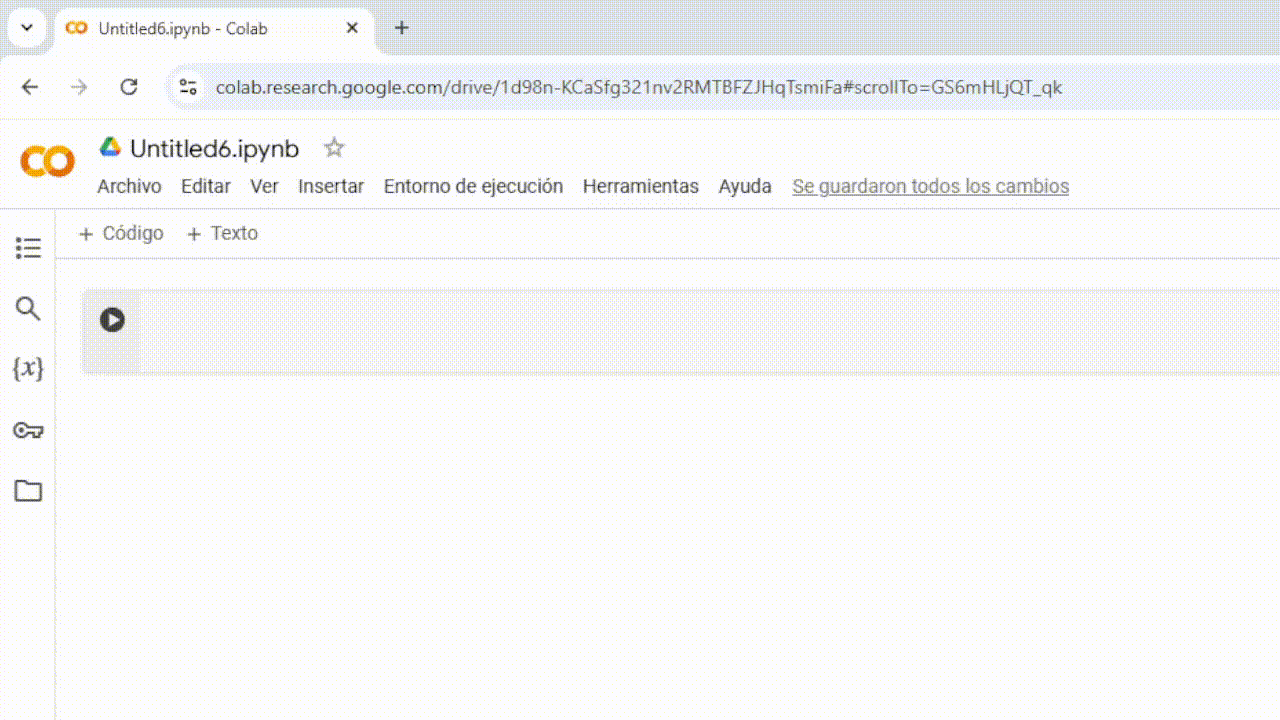 Untitled6.ipynb - Colab
colab.research.google.com/drive/1d98n-KCaSfg321nv2RMTBFZJHqTsmiFa#scrollTo=GS6mHLjQT_qk
Untitled6.ipynb
Archivo Editar Ver Insertar Entorno de ejecución Herramientas Ayuda Se guardaron todos los cambios
+ Código + Texto
{x}